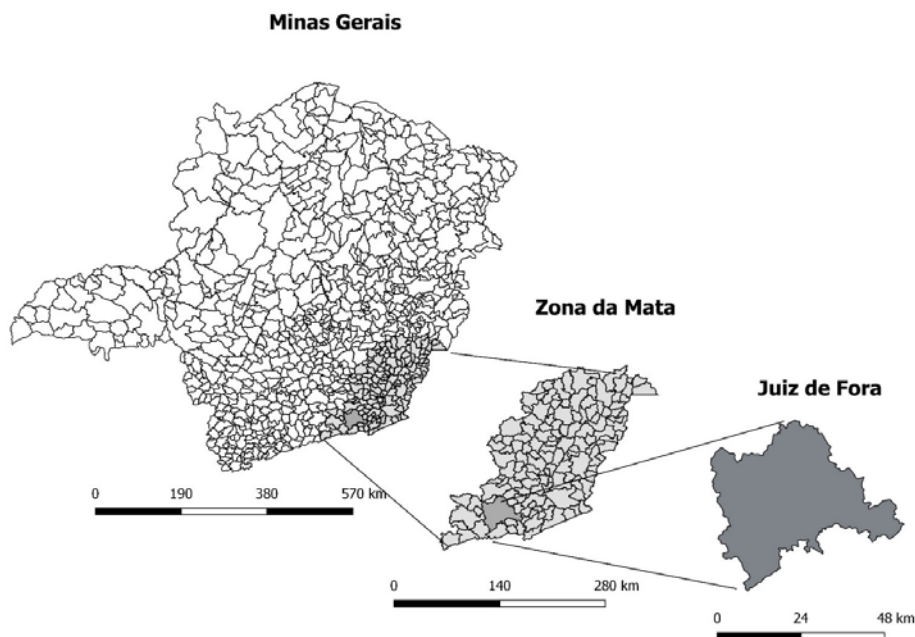 Minas Gerais
Zona da Mata
Juiz de Fora
0 190 380 570 km
0 140 280 km
0 24 48 km